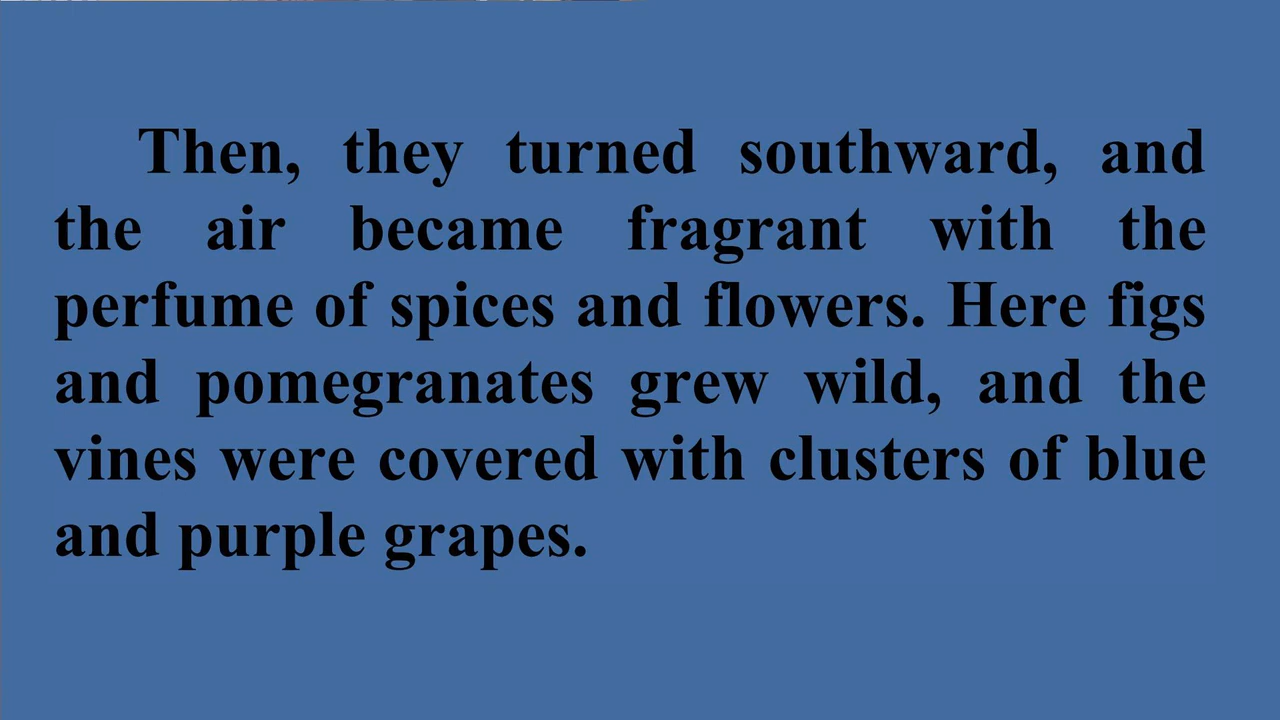 Then, they turned southward, and
the air became fragrant with the
perfume of spices and flowers. Here figs
and pomegranates grew wild, and the
vines were covered with clusters of blue
and purple grapes.